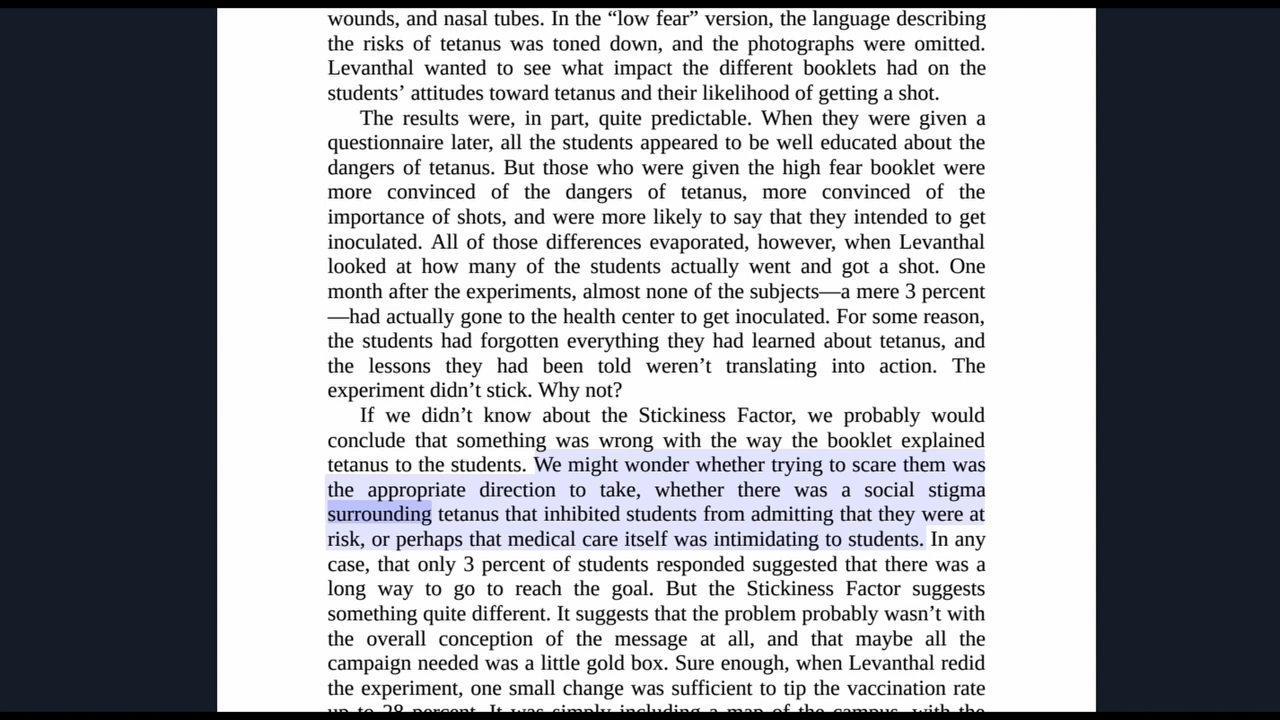 wounds, and nasal tubes. In the “low fear” version, the language describing
the risks of tetanus was toned down, and the photographs were omitted.
Levanthal wanted to see what impact the different booklets had on the
students’ attitudes toward tetanus and their likelihood of getting a shot.
The results were, in part, quite predictable. When they were given a
questionnaire later, all the students appeared to be well educated about the
dangers of tetanus. But those who were given the high fear booklet were
more convinced of the dangers of tetanus, more convinced of the
importance of shots, and were more likely to say that they intended to get
inoculated. All of those differences evaporated, however, when Levanthal
looked at how many of the students actually went and got a shot. One
month after the experiments, almost none of the subjects—a mere 3 percent
—had actually gone to the health center to get inoculated. For some reason,
the students had forgotten everything they had learned about tetanus, and
the lessons they had been told weren’t translating into action. The
experiment didn’t stick. Why not?
If we didn’t know about the Stickiness Factor, we probably would
conclude that something was wrong with the way the booklet explained
tetanus to the students. We might wonder whether trying to scare them was
the appropriate direction to take, whether there was a social stigma
surrounding tetanus that inhibited students from admitting that they were at
risk, or perhaps that medical care itself was intimidating to students. In any
case, that only 3 percent of students responded suggested that there was a
long way to go to reach the goal. But the Stickiness Factor suggests
something quite different. It suggests that the problem probably wasn’t with
the overall conception of the message at all, and that maybe all the
campaign needed was a little gold box. Sure enough, when Levanthal redid
the experiment, one small change was sufficient to tip the vaccination rate
up to 28 percent. It was simply including a map of the campus, with the